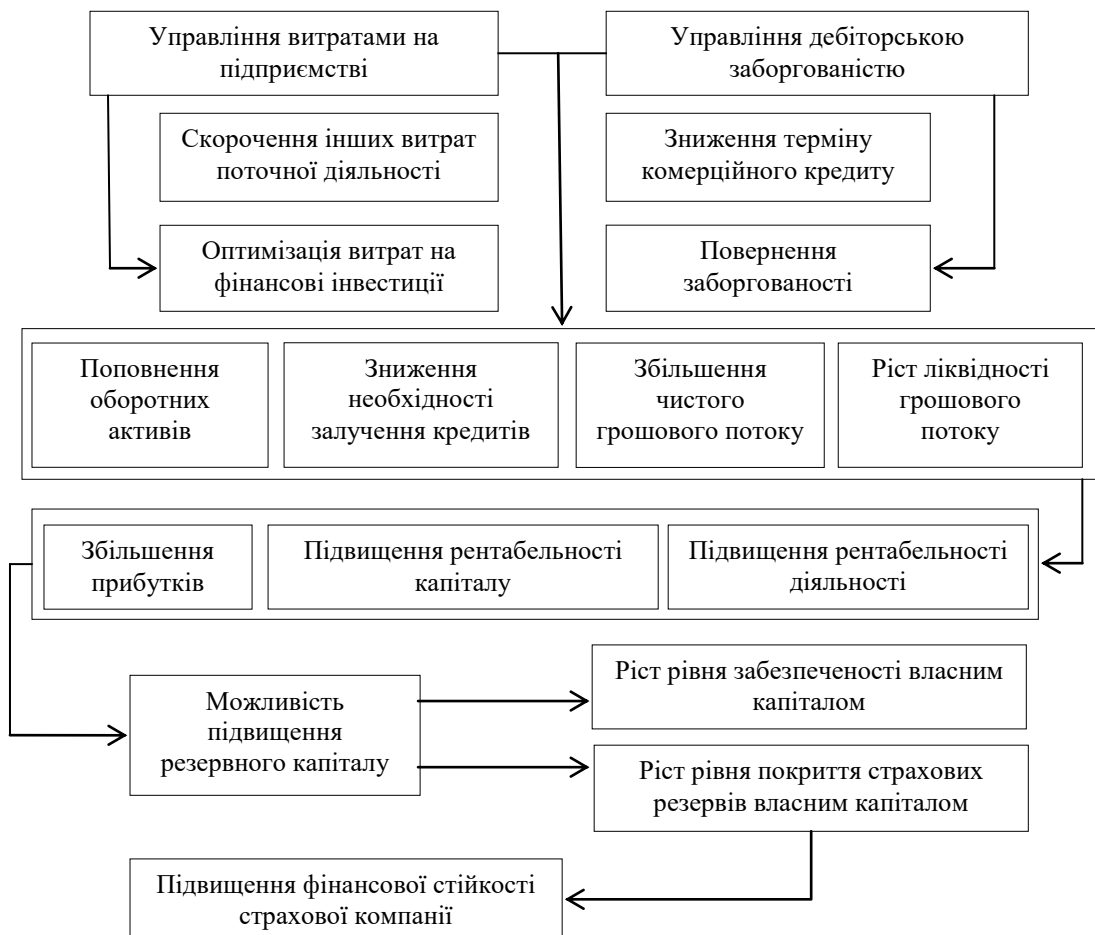 Управління витратами на
підприємстві
Управління дебіторською
заборгованістю
Скорочення інших витрат
поточної діяльності
Зниження терміну
комерційного кредиту
Оптимізація витрат на
фінансові інвестиції
Повернення
заборгованості
Поповнення
оборотних
активів
Зниження
необхідності
залучення кредитів
Збільшення
чистого
грошового потоку
Ріст ліквідності
грошового
потоку
Збільшення
прибутків
Підвищення рентабельності
капіталу
Підвищення рентабельності
діяльності
Можливість
підвищення
резервного капіталу
Ріст рівня забезпеченості власним
капіталом
Ріст рівня покриття страхових
резервів власним капіталом
Підвищення фінансової стійкості
страхової компанії